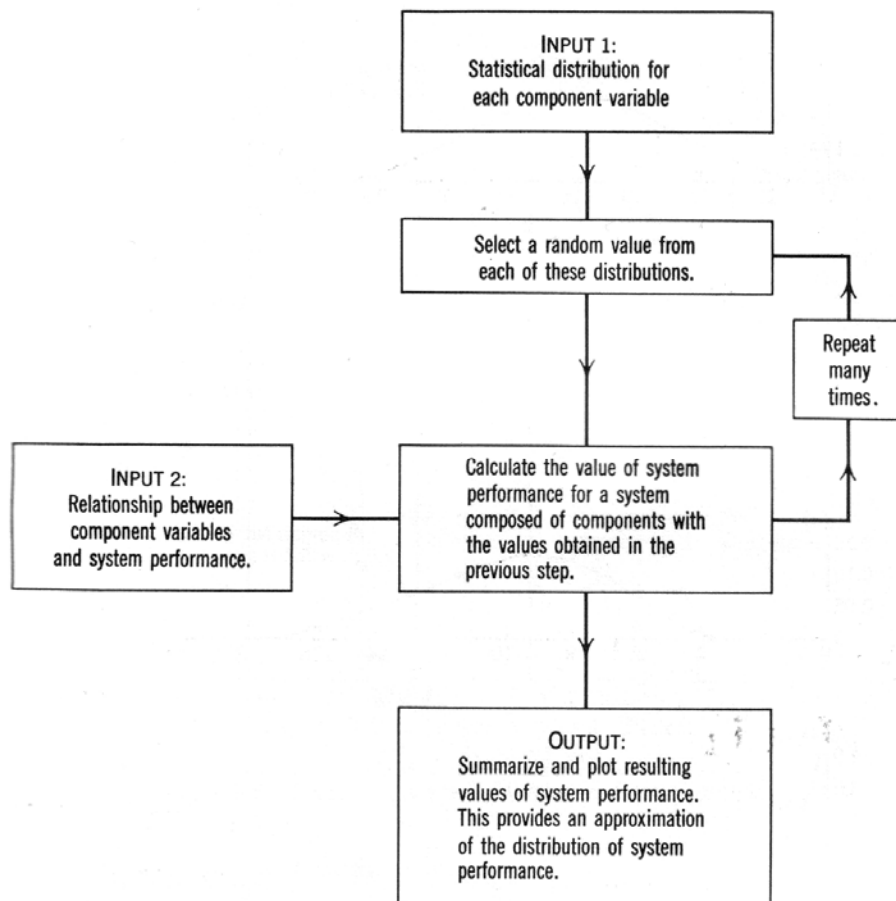 INPUT 1:
Statistical distribution for
each component variable
Select a random value from
each of these distributions.
Repeat
many
times.
INPUT 2:
Relationship between
component variables
and system performance.
Calculate the value of system
performance for a system
composed of components with
the values obtained in the
previous step.
OUTPUT:
Summarize and plot resulting
values of system performance.
This provides an approximation
of the distribution of system
performance.